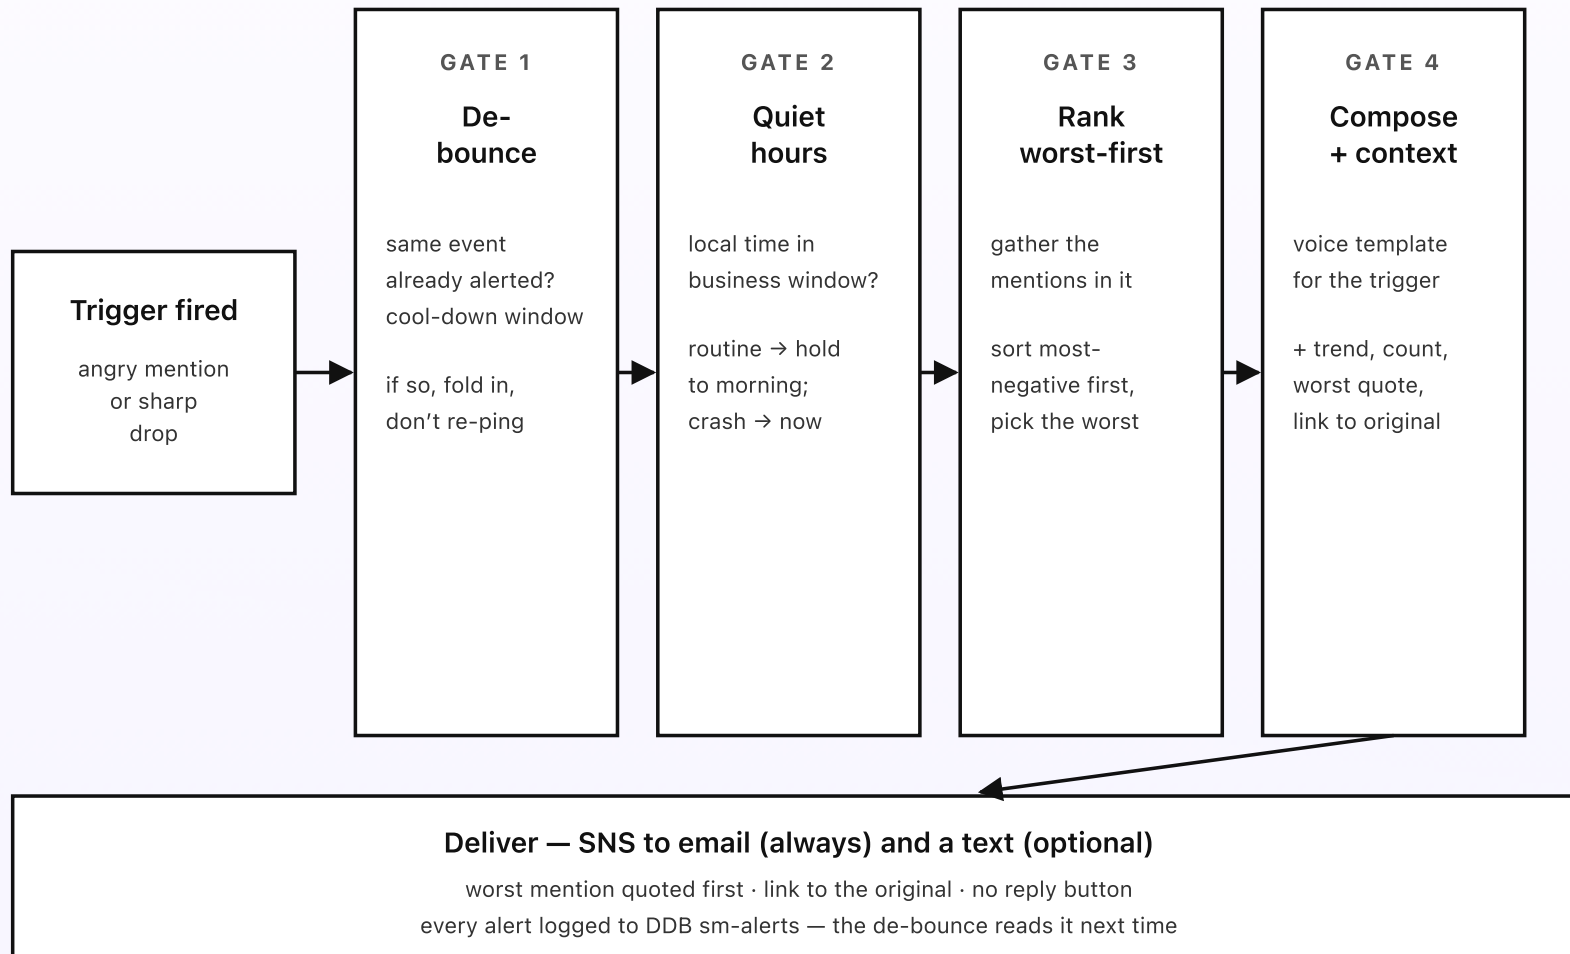 Trigger fired
angry mention
or sharp
drop
GATE 1
De-
bounce
same event
already alerted?
cool-down window
if so, fold in,
don’t re-ping
GATE 2
Quiet
hours
local time in
business window?
routine → hold
to morning;
crash → now
GATE 3
Rank
worst-first
gather the
mentions in it
sort most-
negative first,
pick the worst
GATE 4
Compose
+ context
voice template
for the trigger
+ trend, count,
worst quote,
link to original
Deliver — SNS to email (always) and a text (optional)
worst mention quoted first · link to the original · no reply button
every alert logged to DDB sm-alerts — the de-bounce reads it next time